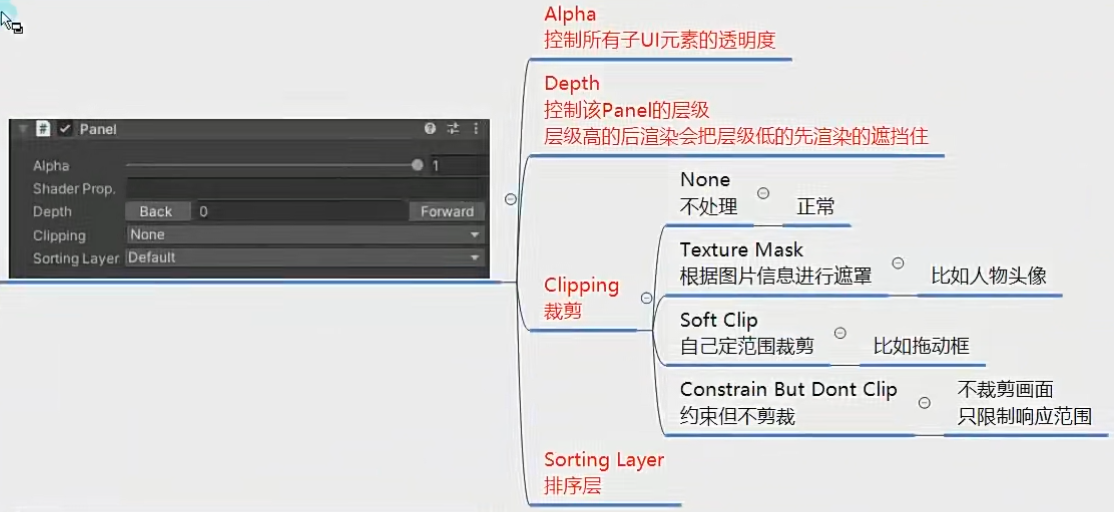 Panel
Alpha
1
Shader Prop.
Depth
Back
0
Forward
Clipping
None
Sorting Layer
Default
Alpha
控制所有子UI元素的透明度
Depth
控制该Panel的层级
层级高的后渲染会把层级低的先渲染的遮挡住
Clipping
裁剪
None
不处理
正常
Texture Mask
根据图片信息进行遮罩
比如人物头像
Soft Clip
自己定范围裁剪
比如拖动框
Constrain But Dont Clip
约束但不剪裁
不裁剪画面
只限制响应范围
Sorting Layer
排序层